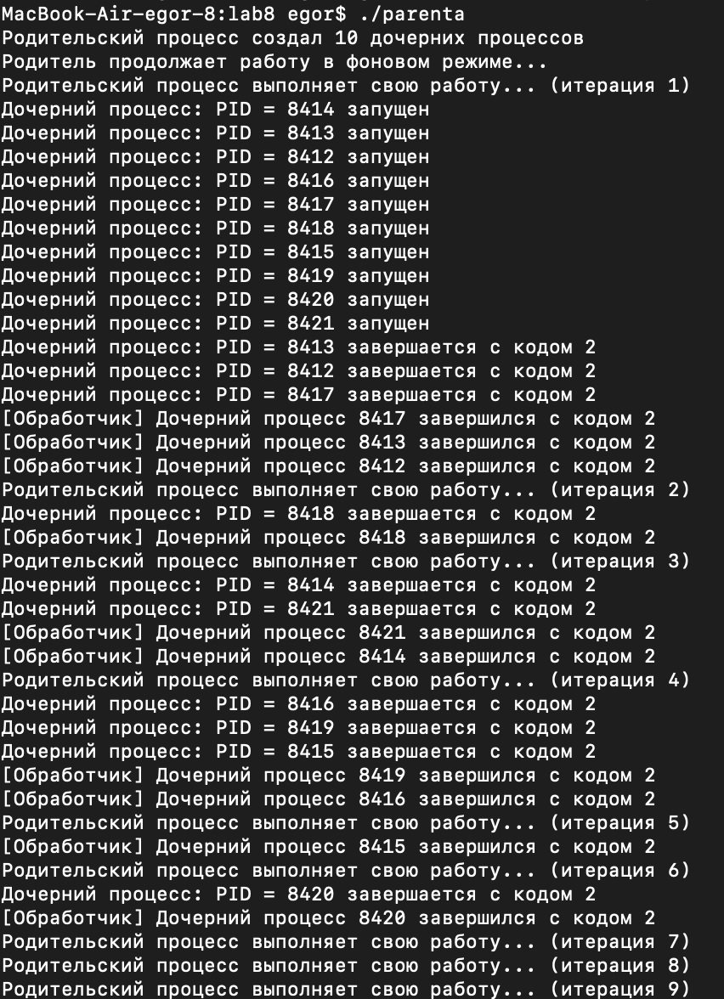 MacBook-Air-egor-8:lab8 egor$ ./parenta
Родительский процесс создал 10 дочерних процессов
Родитель продолжает работу в фоновом режиме...
Родительский процесс выполняет свою работу... (итерация 1)
Дочерний процесс: PID = 8414 запущен
Дочерний процесс: PID = 8413 запущен
Дочерний процесс: PID = 8412 запущен
Дочерний процесс: PID = 8416 запущен
Дочерний процесс: PID = 8417 запущен
Дочерний процесс: PID = 8418 запущен
Дочерний процесс: PID = 8415 запущен
Дочерний процесс: PID = 8419 запущен
Дочерний процесс: PID = 8420 запущен
Дочерний процесс: PID = 8421 запущен
Дочерний процесс: PID = 8413 завершается с кодом 2
Дочерний процесс: PID = 8412 завершается с кодом 2
Дочерний процесс: PID = 8417 завершается с кодом 2
[Обработчик] Дочерний процесс 8417 завершился с кодом 2
[Обработчик] Дочерний процесс 8413 завершился с кодом 2
[Обработчик] Дочерний процесс 8412 завершился с кодом 2
Родительский процесс выполняет свою работу... (итерация 2)
Дочерний процесс: PID = 8418 завершается с кодом 2
[Обработчик] Дочерний процесс 8418 завершился с кодом 2
Родительский процесс выполняет свою работу... (итерация 3)
Дочерний процесс: PID = 8414 завершается с кодом 2
Дочерний процесс: PID = 8421 завершается с кодом 2
[Обработчик] Дочерний процесс 8421 завершился с кодом 2
[Обработчик] Дочерний процесс 8414 завершился с кодом 2
Родительский процесс выполняет свою работу... (итерация 4)
Дочерний процесс: PID = 8416 завершается с кодом 2
Дочерний процесс: PID = 8419 завершается с кодом 2
Дочерний процесс: PID = 8415 завершается с кодом 2
[Обработчик] Дочерний процесс 8419 завершился с кодом 2
[Обработчик] Дочерний процесс 8416 завершился с кодом 2
Родительский процесс выполняет свою работу... (итерация 5)
[Обработчик] Дочерний процесс 8415 завершился с кодом 2
Родительский процесс выполняет свою работу... (итерация 6)
Дочерний процесс: PID = 8420 завершается с кодом 2
[Обработчик] Дочерний процесс 8420 завершился с кодом 2
Родительский процесс выполняет свою работу... (итерация 7)
Родительский процесс выполняет свою работу... (итерация 8)
Родительский процесс выполняет свою работу... (итерация 9)